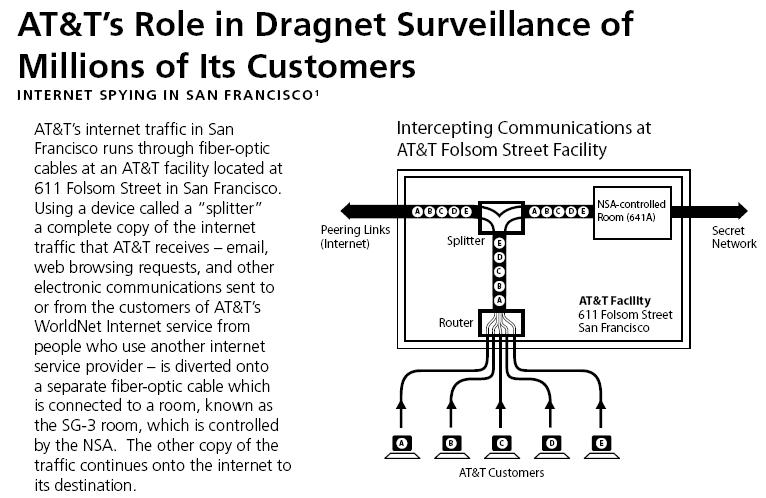 AT&T's Role in Dragnet Surveillance of
Millions of Its Customers
INTERNET SPYING IN SAN FRANCISCO¹
AT&T's internet traffic in San
Francisco runs through fiber-optic
cables at an AT&T facility located at
611 Folsom Street in San Francisco.
Using a device called a "splitter"
a complete copy of the internet
traffic that AT&T receives – email,
web browsing requests, and other
electronic communications sent to
or from the customers of AT&T's
WorldNet Internet service from
people who use another internet
service provider – is diverted onto
a separate fiber-optic cable which
is connected to a room, known as
the SG-3 room, which is controlled
by the NSA. The other copy of the
traffic continues onto the internet to
its destination.
Intercepting Communications at
AT&T Folsom Street Facility
A B C D E
A B C D E
NSA-controlled
Room (641A)
Peering Links
(Internet)
Splitter
Secret
Network
E
D
C
B
A
AT&T Facility
611 Folsom Street
San Francisco
Router
A B C D E
AT&T Customers